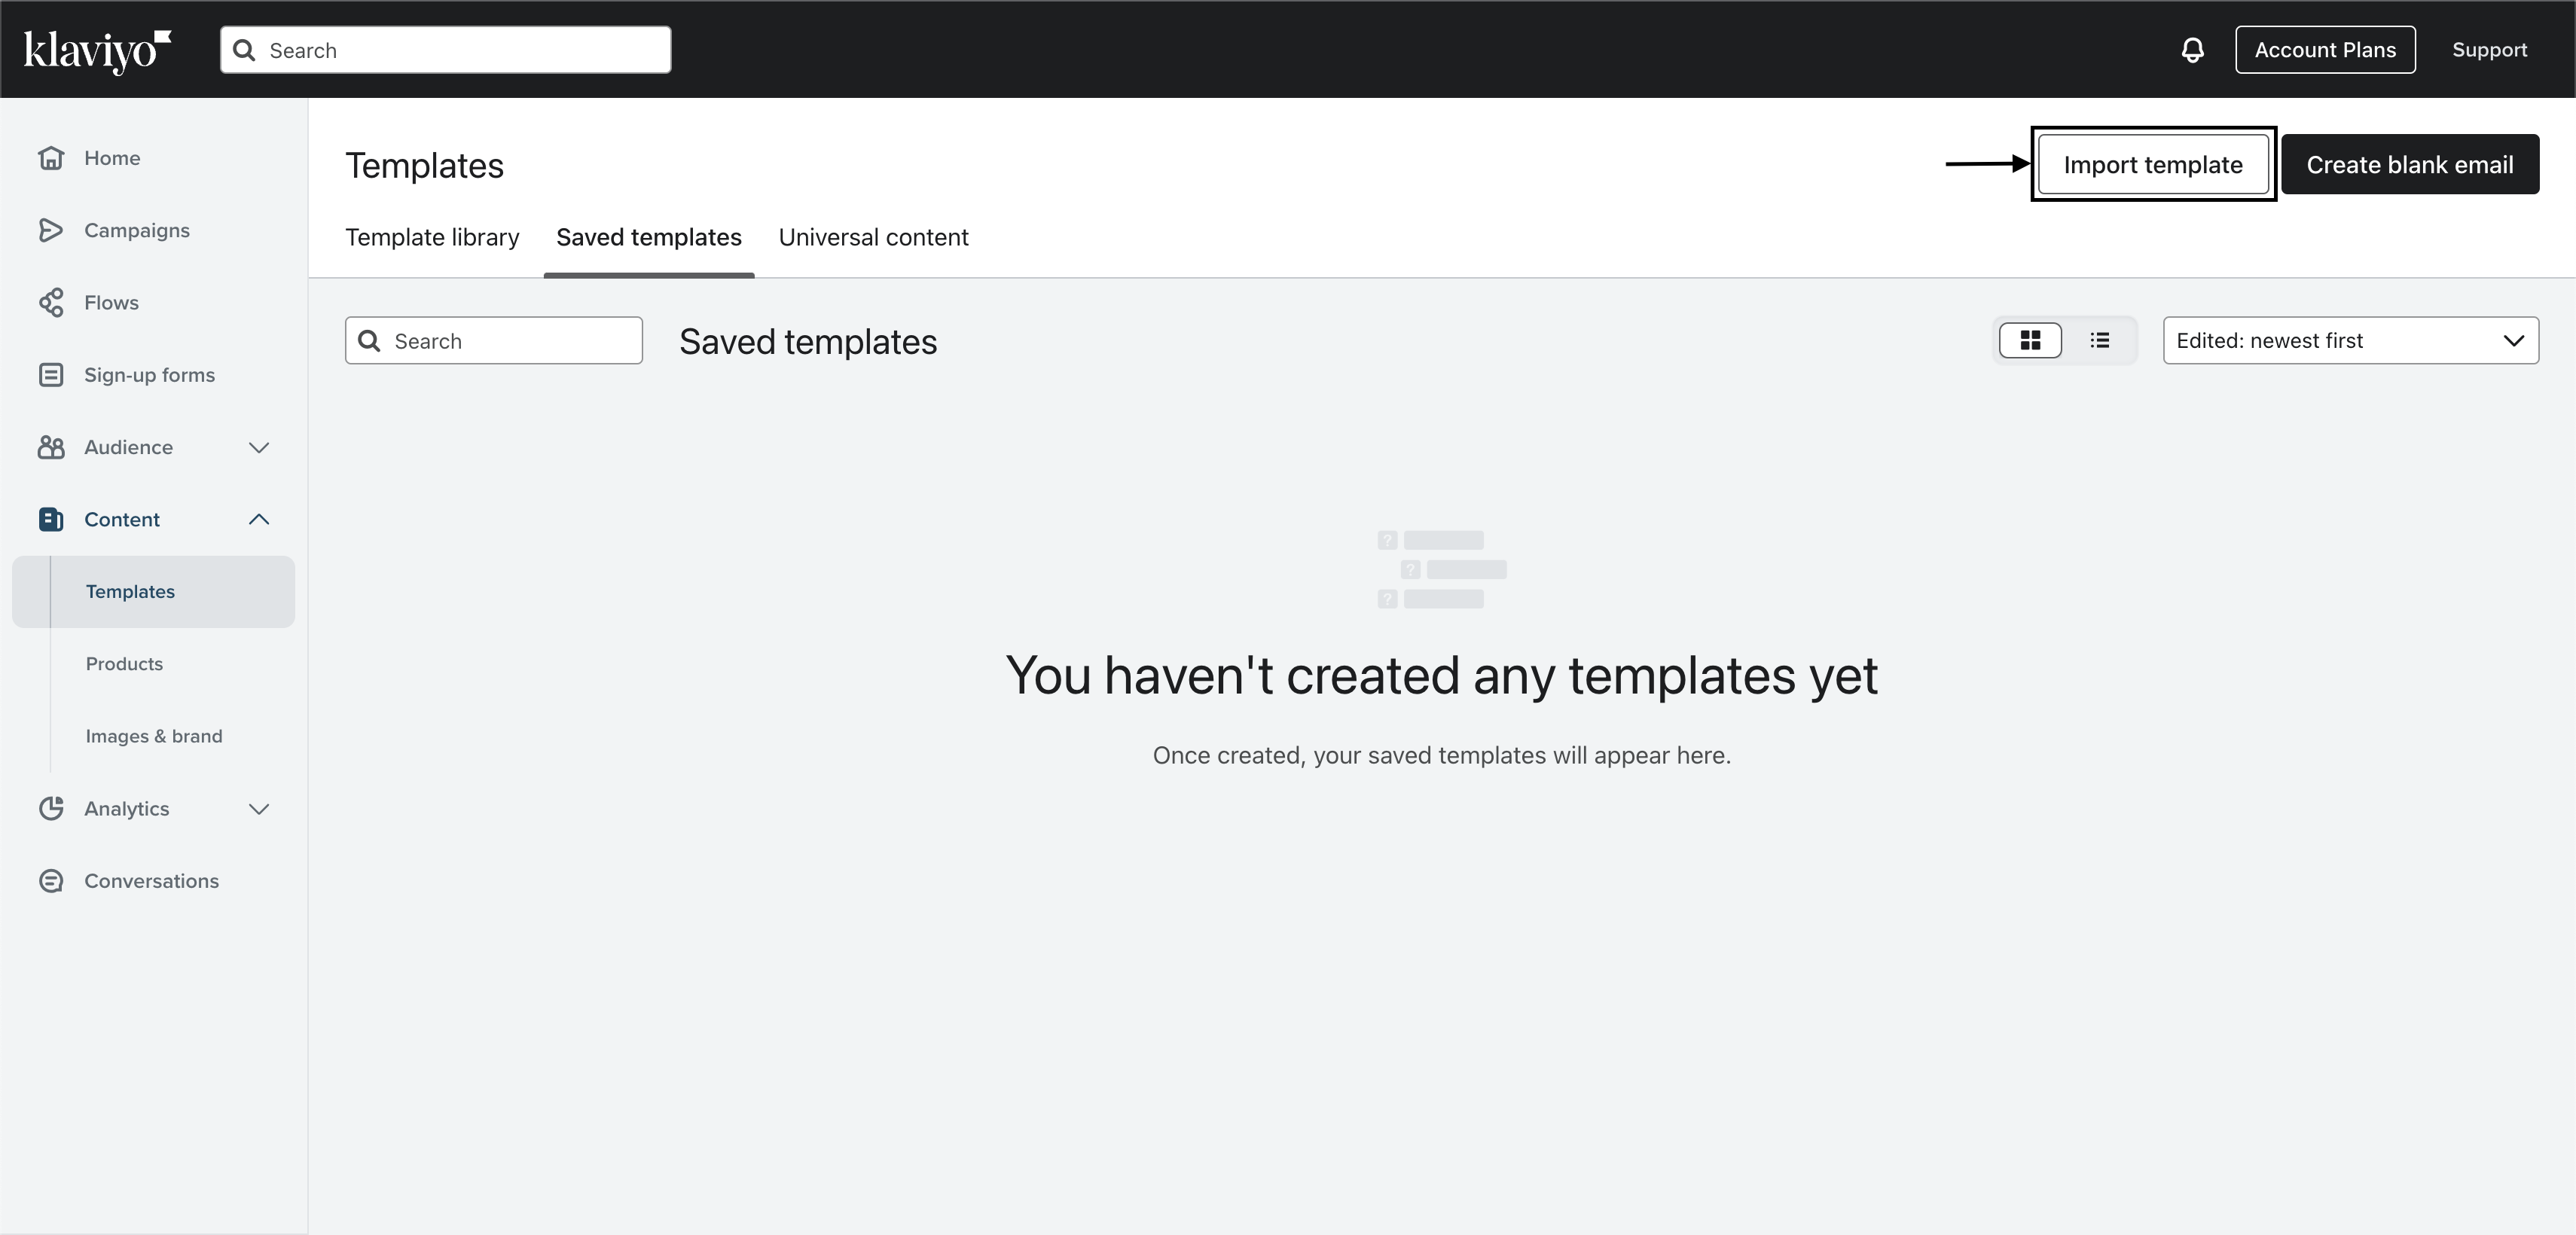 klaviyo
Search
Account Plans
Support
Home
Campaigns
Flows
Sign-up forms
Audience
Content
Templates
Products
Images & brand
Analytics
Conversations
Templates
Import template
Create blank email
Template library
Saved templates
Universal content
Search
Saved templates
Edited: newest first
?
?
?
You haven't created any templates yet
Once created, your saved templates will appear here.